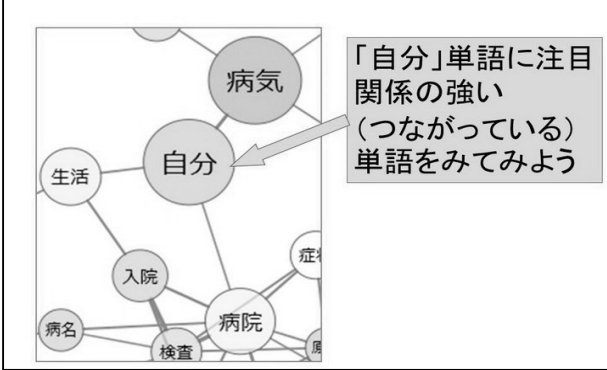 病気
「自分」単語に注目
関係の強い
（つながっている）
単語をみてみよう
自分
生活
入院
病院
病名
検査